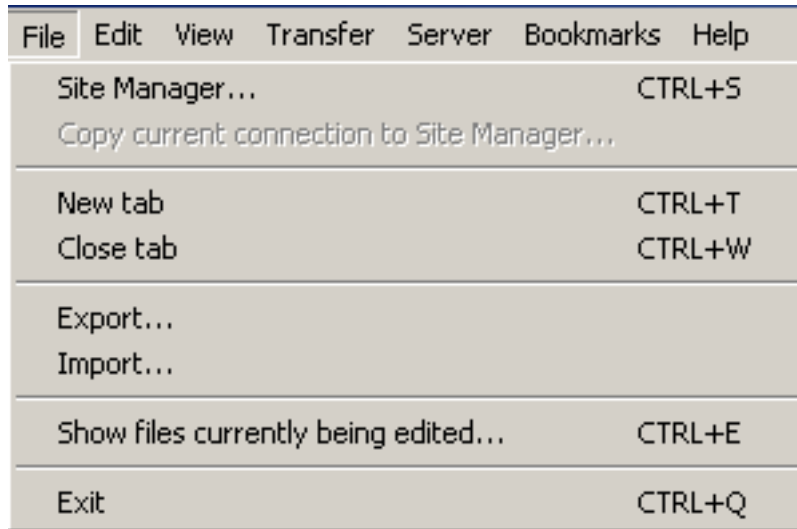 File Edit View Transfer Server Bookmarks Help
Site Manager... CTRL+S
Copy current connection to Site Manager...
New tab CTRL+T
Close tab CTRL+W
Export...
Import...
Show files currently being edited... CTRL+E
Exit CTRL+Q